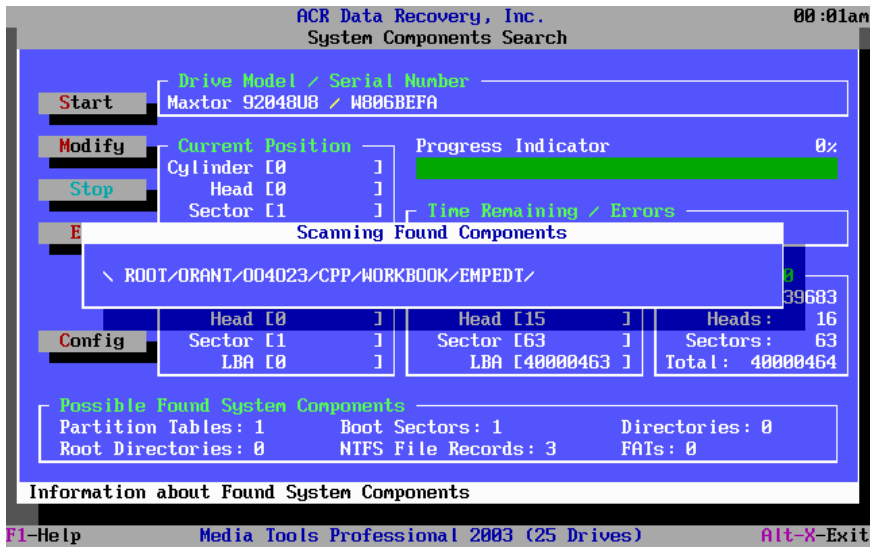 ACR Data Recovery, Inc. 00:01am
System Components Search
Drive Model / Serial Number
Start Maxtor 92048U8 / W806BEFA
Modify Current Position Progress Indicator 0%
Cylinder [0 ]
Stop Head [0 ]
Sector [1 ] Time Remaining / Errors
E Scanning Found Components
\ ROOT/ORANT/OO4O23/CPP/WORKBOOK/EMPEDT/ 0
39683
Head [0 ] Head [15 ] Heads: 16
Config Sector [1 ] Sector [63 ] Sectors: 63
LBA [0 ] LBA [40000463 ] Total: 40000464
Possible Found System Components
Partition Tables: 1 Boot Sectors: 1 Directories: 0
Root Directories: 0 NTFS File Records: 3 FATs: 0
Information about Found System Components
F1-Help Media Tools Professional 2003 (25 Drives) Alt-X-Exit